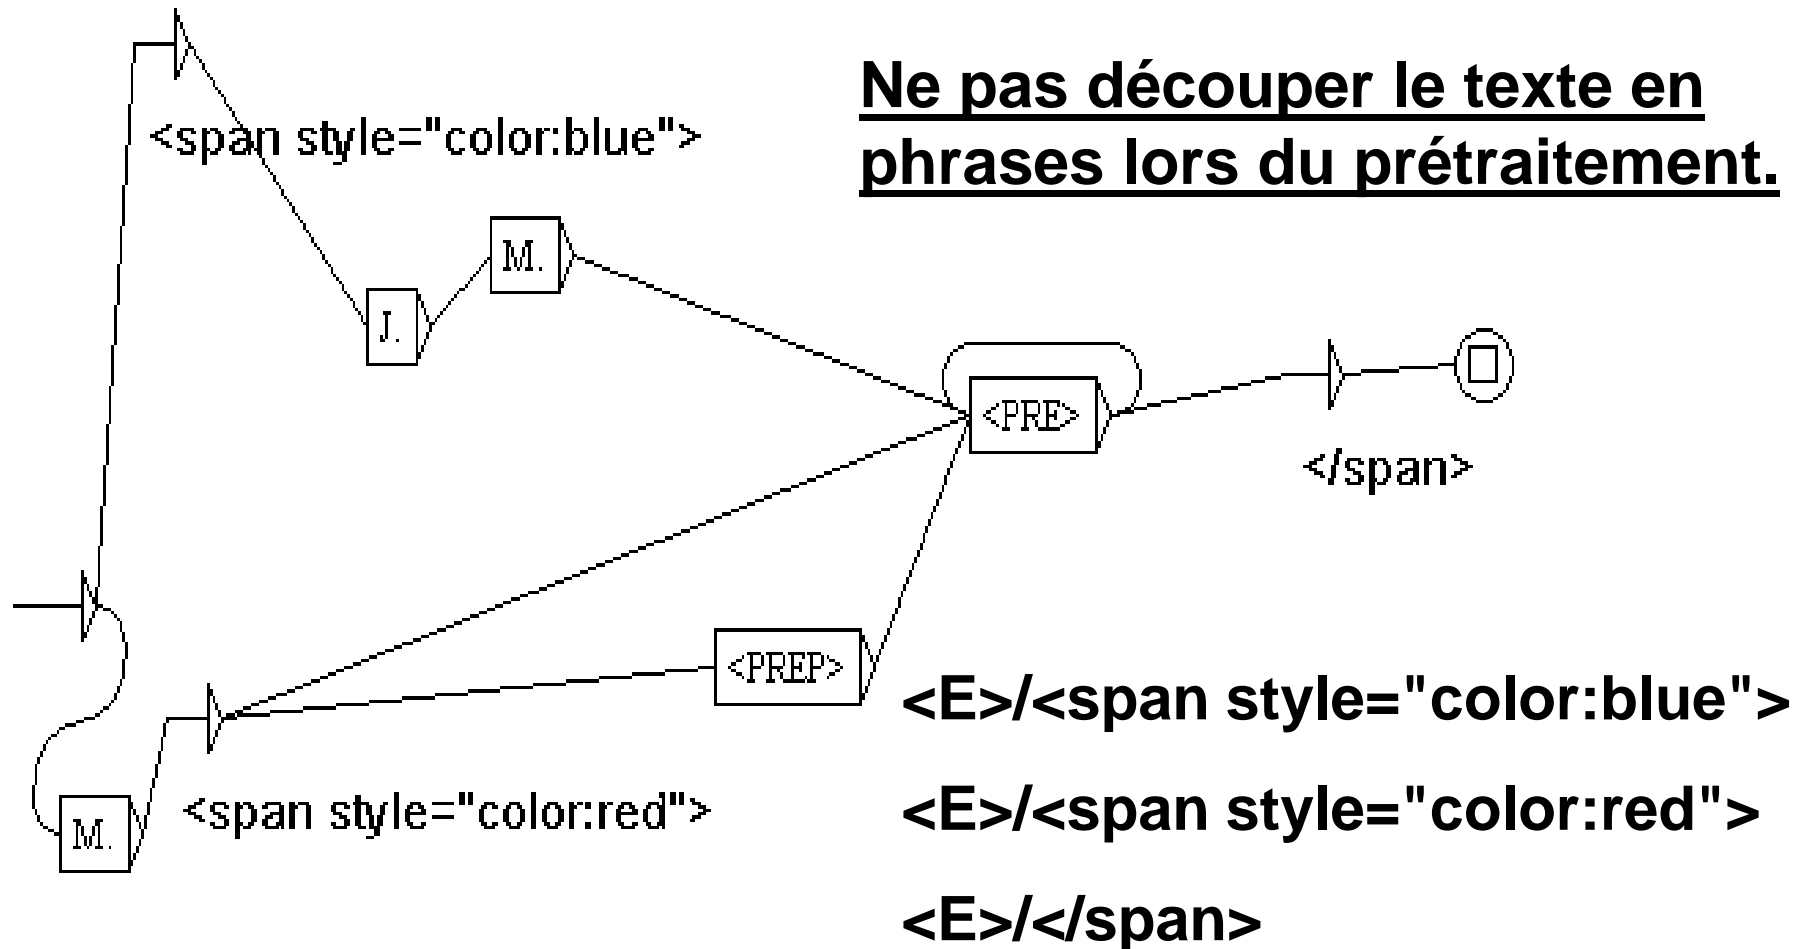 Ne pas découper le texte en
phrases lors du prétraitement.
<span style="color:blue">
M.
J.
<PRE>
</span>
<PREP>
M.
<span style="color:red">
<E>/<span style="color:blue">
<E>/<span style="color:red">
<E>/</span>